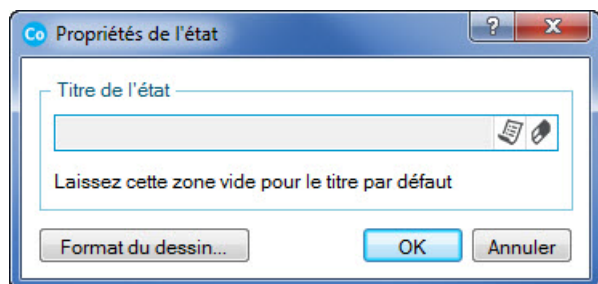 Co Propriétés de l'état
?
X
Titre de l'état
Laissez cette zone vide pour le titre par défaut
Format du dessin...
OK
Annuler